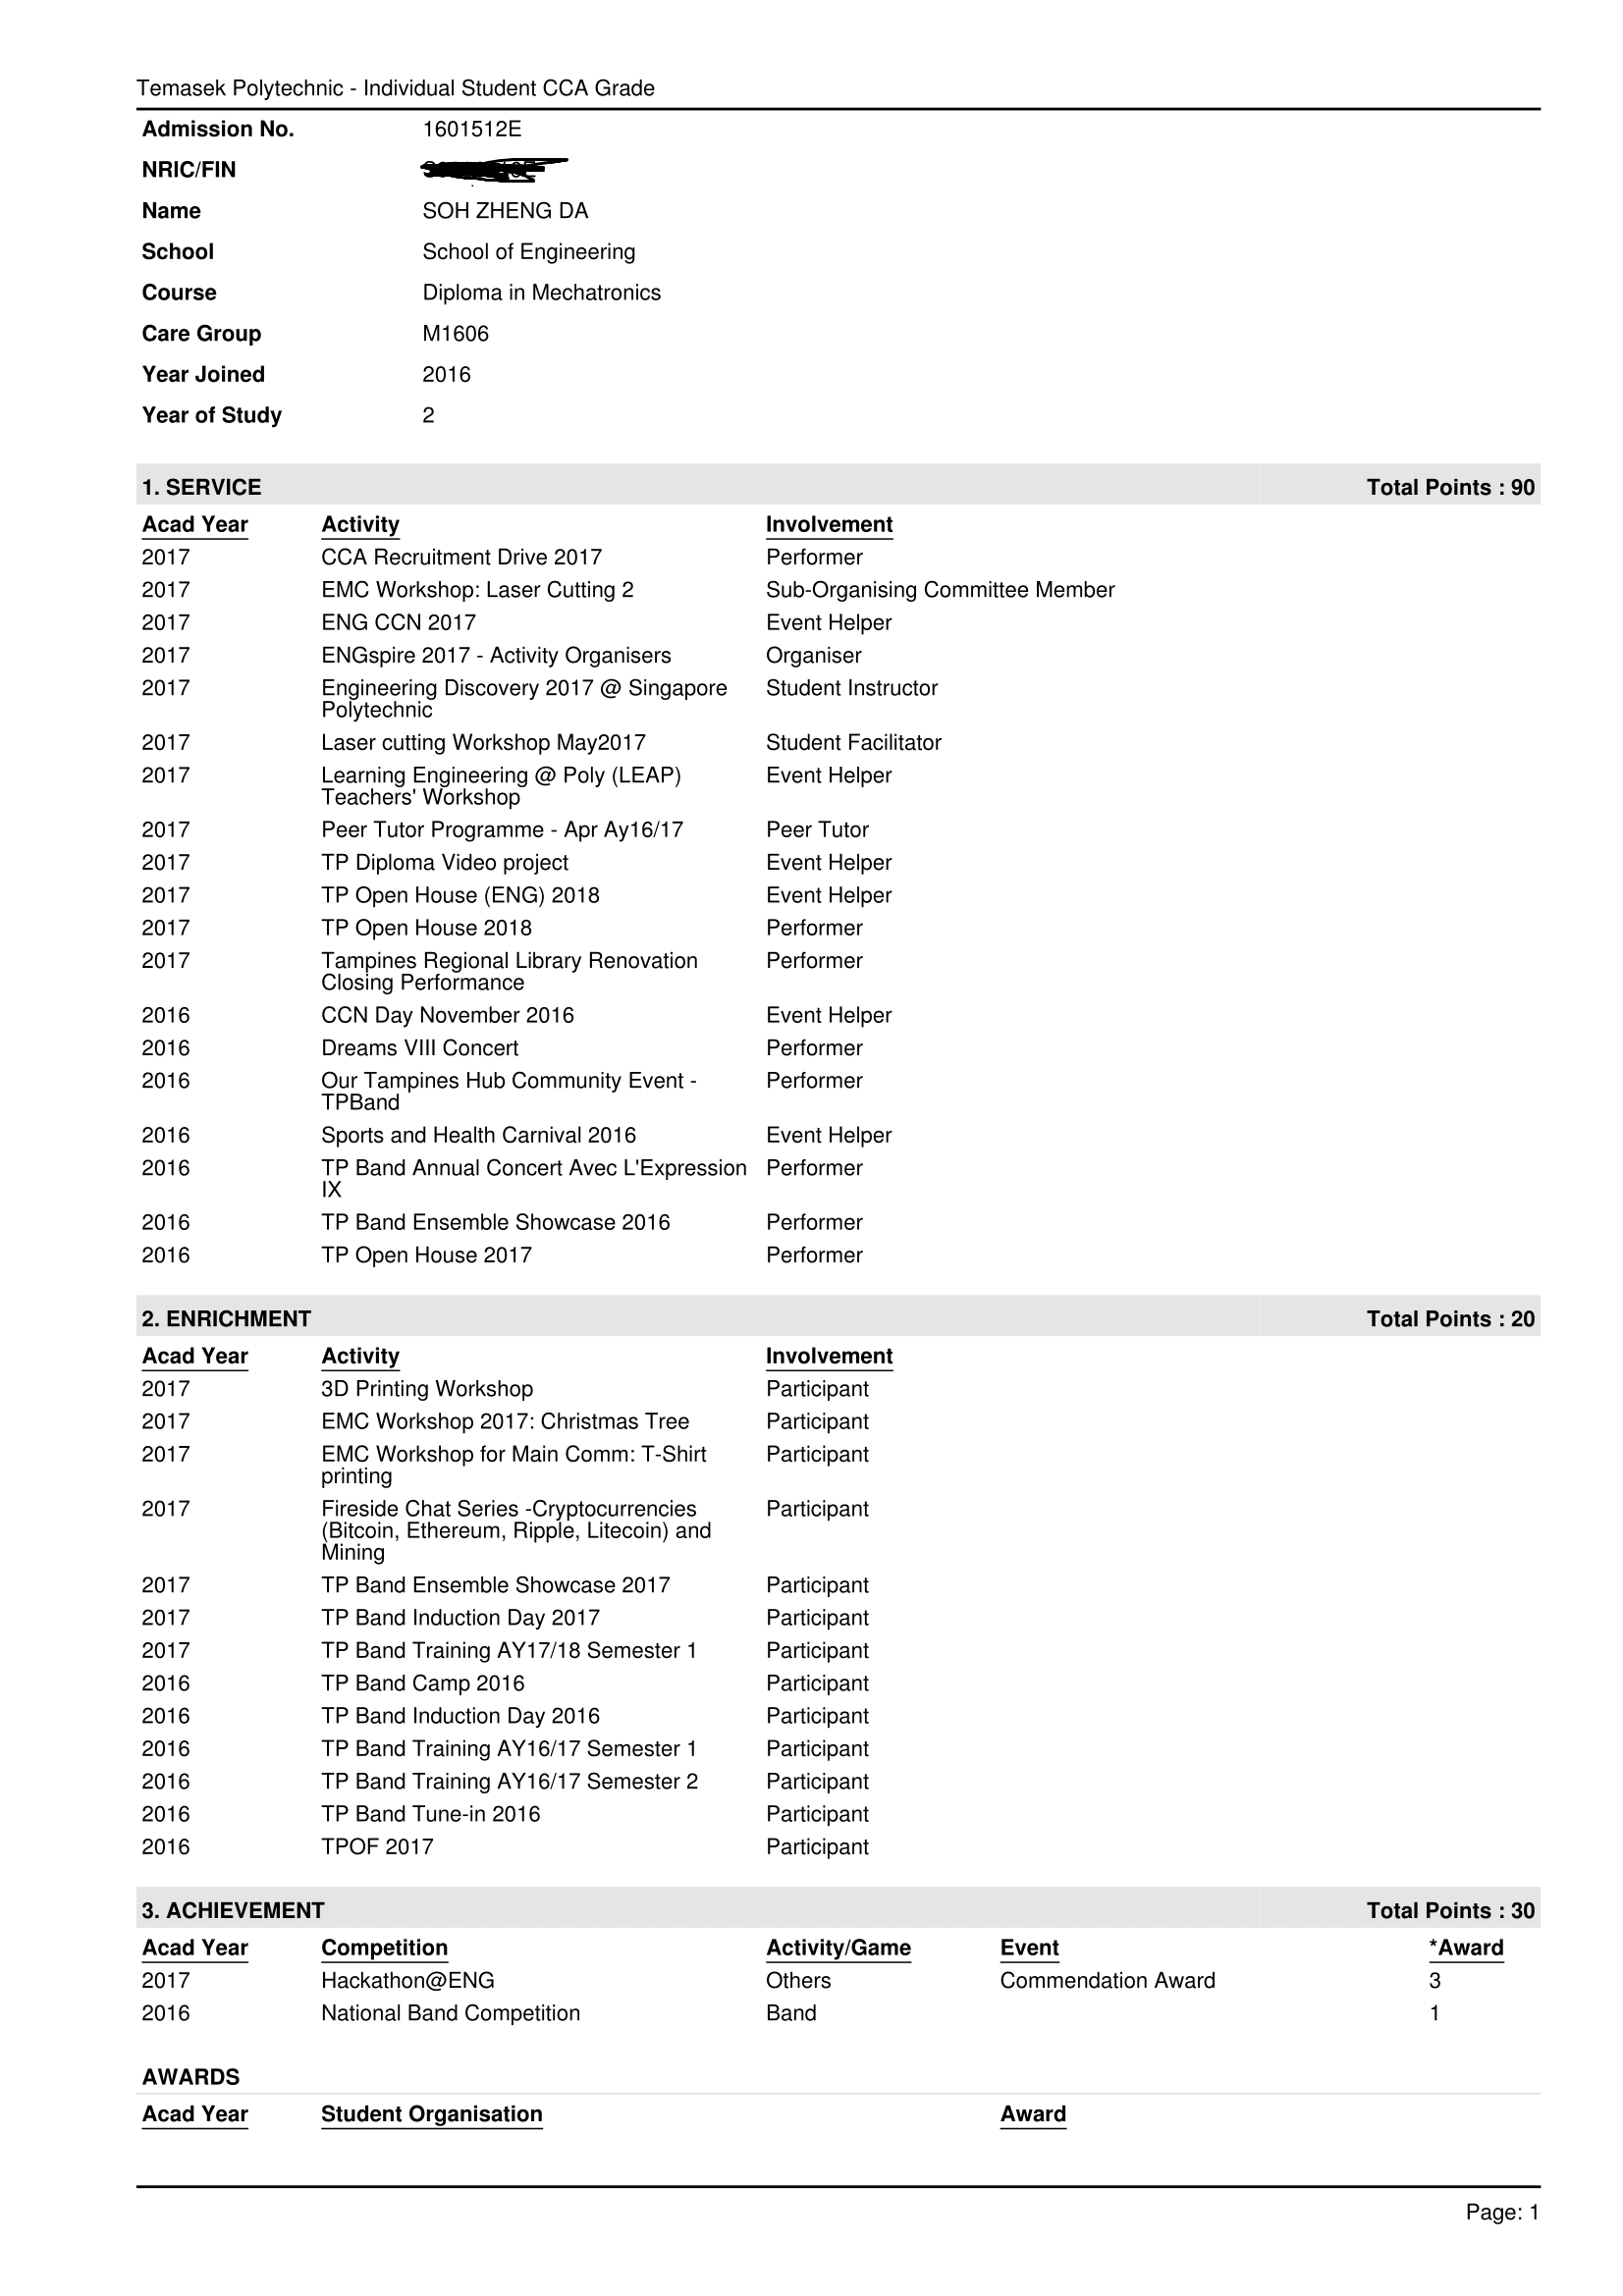 Temasek Polytechnic - Individual Student CCA Grade
Admission No. 1601512E
NRIC/FIN
Name SOH ZHENG DA
School School of Engineering
Course Diploma in Mechatronics
Care Group M1606
Year Joined 2016
Year of Study 2
1. SERVICE Total Points : 90
Acad Year Activity Involvement
2017 CCA Recruitment Drive 2017 Performer
2017 EMC Workshop: Laser Cutting 2 Sub-Organising Committee Member
2017 ENG CCN 2017 Event Helper
2017 ENGspire 2017 - Activity Organisers Organiser
2017 Engineering Discovery 2017 @ Singapore Student Instructor
Polytechnic
2017 Laser cutting Workshop May2017 Student Facilitator
2017 Learning Engineering @ Poly (LEAP) Event Helper
Teachers' Workshop
2017 Peer Tutor Programme - Apr Ay16/17 Peer Tutor
2017 TP Diploma Video project Event Helper
2017 TP Open House (ENG) 2018 Event Helper
2017 TP Open House 2018 Performer
2017 Tampines Regional Library Renovation Performer
Closing Performance
2016 CCN Day November 2016 Event Helper
2016 Dreams VIII Concert Performer
2016 Our Tampines Hub Community Event - Performer
TPBand
2016 Sports and Health Carnival 2016 Event Helper
2016 TP Band Annual Concert Avec L'Expression Performer
IX
2016 TP Band Ensemble Showcase 2016 Performer
2016 TP Open House 2017 Performer
2. ENRICHMENT Total Points : 20
Acad Year Activity Involvement
2017 3D Printing Workshop Participant
2017 EMC Workshop 2017: Christmas Tree Participant
2017 EMC Workshop for Main Comm: T-Shirt Participant
printing
2017 Fireside Chat Series -Cryptocurrencies Participant
(Bitcoin, Ethereum, Ripple, Litecoin) and
Mining
2017 TP Band Ensemble Showcase 2017 Participant
2017 TP Band Induction Day 2017 Participant
2017 TP Band Training AY17/18 Semester 1 Participant
2016 TP Band Camp 2016 Participant
2016 TP Band Induction Day 2016 Participant
2016 TP Band Training AY16/17 Semester 1 Participant
2016 TP Band Training AY16/17 Semester 2 Participant
2016 TP Band Tune-in 2016 Participant
2016 TPOF 2017 Participant
3. ACHIEVEMENT Total Points : 30
Acad Year Competition Activity/Game Event *Award
2017 Hackathon@ENG Others Commendation Award 3
2016 National Band Competition Band 1
AWARDS
Acad Year Student Organisation Award
Page: 1